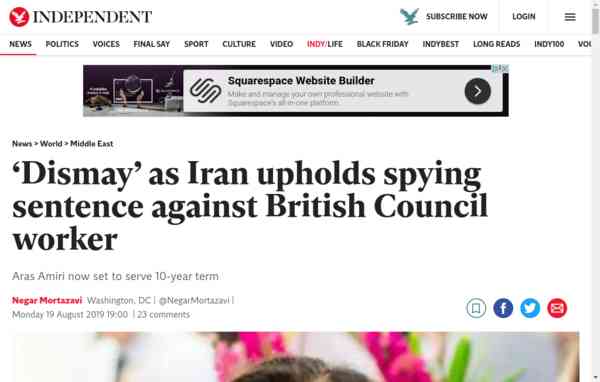 INDEPENDENT
SUBSCRIBE NOW
LOGIN
NEWS POLITICS VOICES FINAL SAY SPORT CULTURE VIDEO INDY/LIFE BLACK FRIDAY INDYBEST LONG READS INDY100 VOU
Squarespace Website Builder
Make and manage your own professional website with
Squarespace's all-in-one platform.
News > World > Middle East
‘Dismay’ as Iran upholds spying
sentence against British Council
worker
Aras Amiri now set to serve 10-year term
Negar Mortazavi Washington, DC | @NegarMortazavi |
Monday 19 August 2019 19:00 | 23 comments